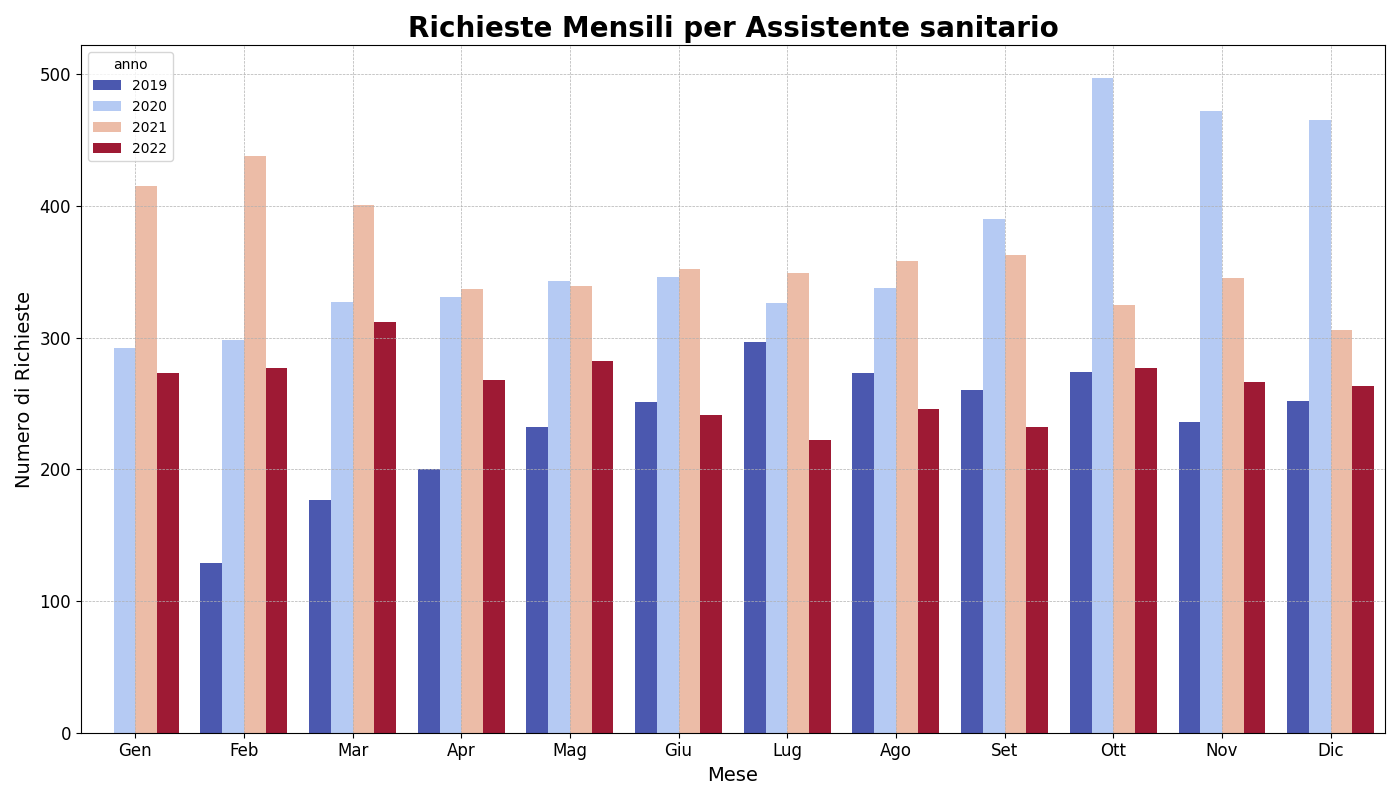 Richieste Mensili per Assistente sanitario
anno
2019
2020
2021
2022
Numero di Richieste
500
400
300
200
100
0
Gen Feb Mar Apr Mag Giu Lug Ago Set Ott Nov Dic
Mese